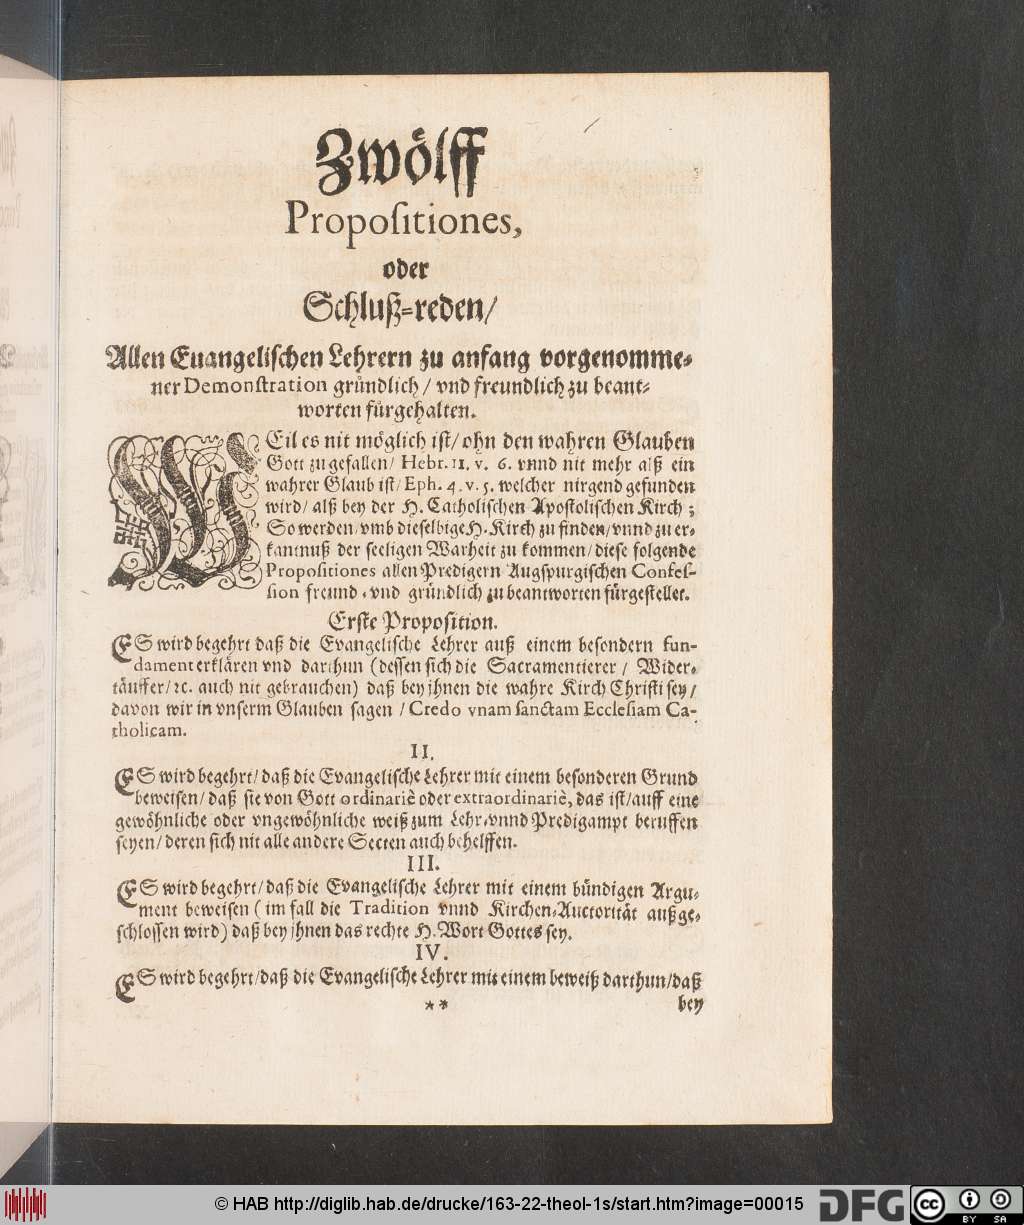 Zwölff
Propoſitiones,
oder
Schluß-reden/
Allen Euangeliſchen Lehrern zu anfang vorgenomme-
ner Demonſtration gründlich/ vnd freundlich zu beant-
worten fürgehalten.
WEil es nit möglich iſt/ ohn den wahren Glauben
Gott zu gefallen/ Hebr. 11. v. 6. vnnd nit mehr alß ein
wahrer Glaub iſt/ Eph. 4. v. 5. welcher nirgend gefunden
wird/ alß bey der H. Catholiſchen Apoſtoliſchen Kirch;
So werden/ vmb dieſelbige H. Kirch zu finden/ vnnd zu er-
kantnuß der ſeeligen Warheit zu kommen/ dieſe folgende
Propoſitiones allen Predigern Augſpurgiſchen Confeſ-
ſion freund- vnd gründlich zu beantworten fürgeſtellet.
Erſte Propoſition.
ES wird begehrt daß die Evangeliſche Lehrer auß einem beſondern fun-
dament erklären vnd darthun (deſſen ſich die Sacramentierer/ Wider-
täuffer/ ꝛc. auch nit gebrauchen) daß bey jhnen die wahre Kirch Chriſti ſey/
davon wir in vnſerm Glauben ſagen/ Credo vnam ſanctam Eccleſiam Ca-
tholicam.
II.
ES wird begehrt/ daß die Evangeliſche Lehrer mit einem beſonderen Grund
beweiſen/ daß ſie von Gott ordinariè oder extraordinariè, das iſt/ auff eine
gewöhnliche oder vngewöhnliche weiß zum Lehr- vnnd Predigampt beruffen
ſeyen/ deren ſich nit alle andere Secten auch behelffen.
III.
ES wird begehrt/ daß die Evangeliſche Lehrer mit einem bündigen Argu-
ment beweiſen (im fall die Tradition vnnd Kirchen-Auctorität außge-
ſchloſſen wird) daß bey jhnen das rechte H. Wort Gottes ſey.
IV.
ES wird begehrt/ daß die Evangeliſche Lehrer mit einem beweiß darthun/ daß
** bey
© HAB http://diglib.hab.de/drucke/163-22-theol-1s/start.htm?image=00015
DFG
cc BY SA